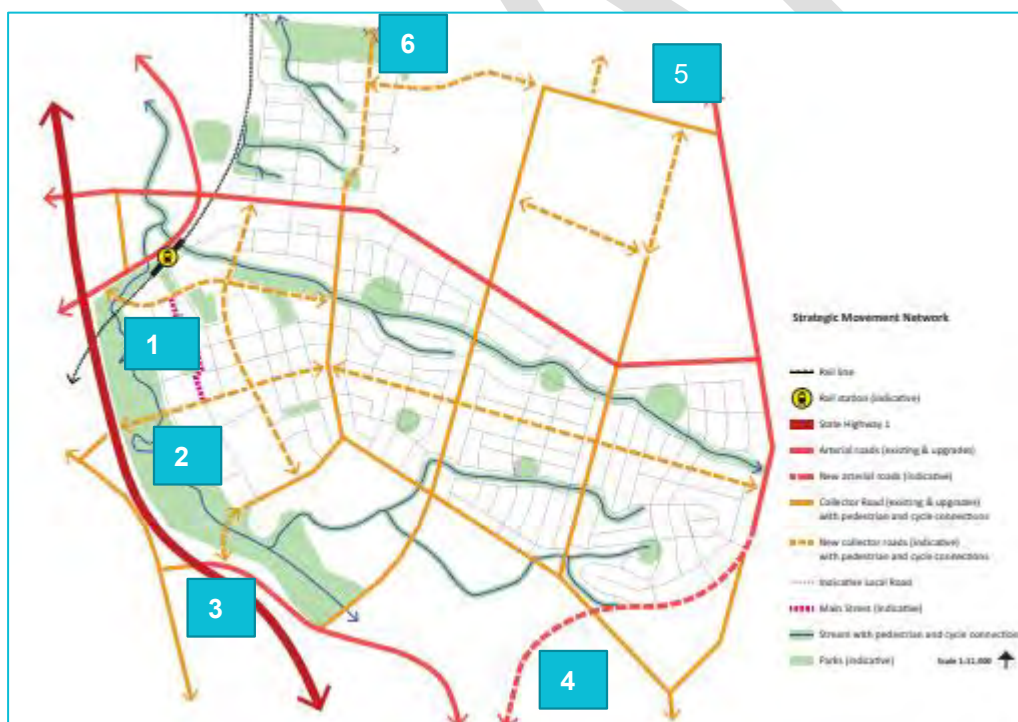 6
5
1
2
3
4
Strategic Movement Network
Rail line
Rail station (indicative)
State Highway 1
Arterial roads (existing & upgrades)
New arterial roads (indicative)
Collector Road (existing & upgrades)
with pedestrian and cycle connections
New collector roads (indicative)
with pedestrian and cycle connections
Indicative Local Road
Main Street (indicative)
Stream with pedestrian and cycle connection
Parks (indicative)
Scale